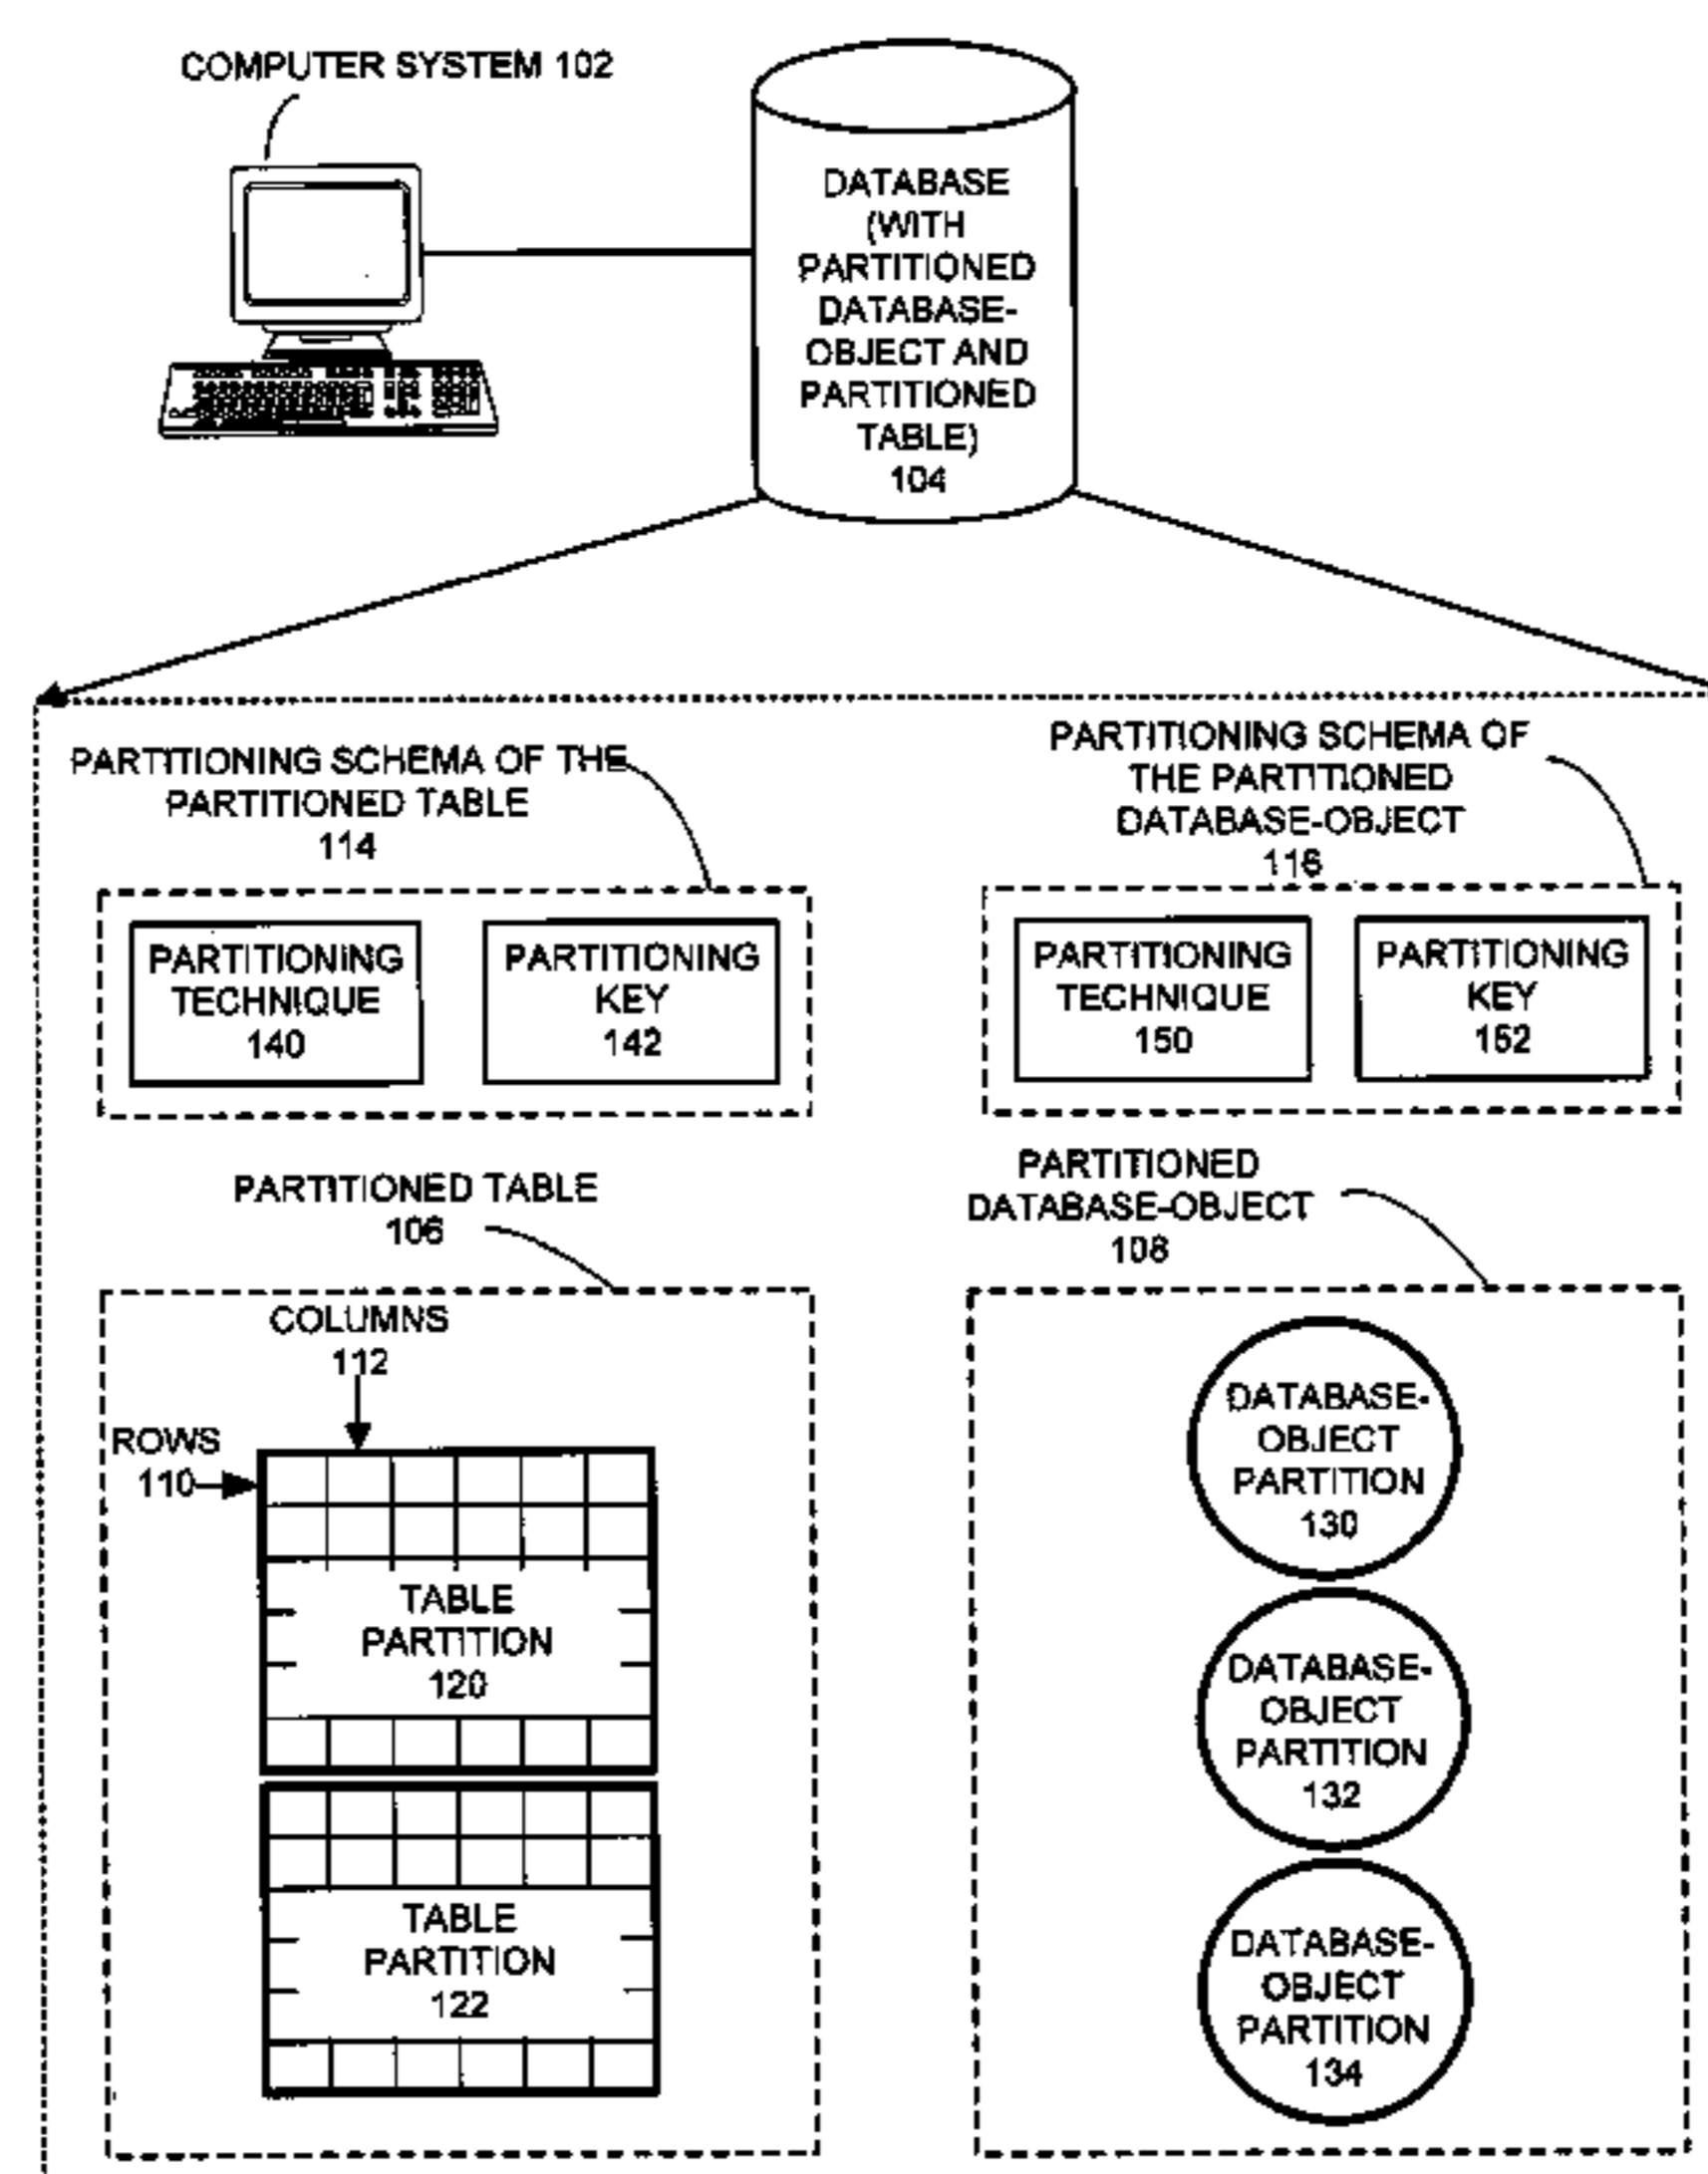 COMPUTER SYSTEM 102
DATABASE
(WITH
PARTITIONED
DATABASE-
OBJECT AND
PARTITIONED
TABLE)
104
PARTITIONING SCHEMA OF THE
PARTITIONED TABLE
114
PARTITIONING SCHEMA OF
THE PARTITIONED
DATABASE-OBJECT
116
PARTITIONING
TECHNIQUE
140
PARTITIONING
KEY
142
PARTITIONING
TECHNIQUE
150
PARTITIONING
KEY
152
PARTITIONED TABLE
106
PARTITIONED
DATABASE-OBJECT
108
COLUMNS
112
ROWS
110
TABLE
PARTITION
120
TABLE
PARTITION
122
DATABASE-
OBJECT
PARTITION
130
DATABASE-
OBJECT
PARTITION
132
DATABASE-
OBJECT
PARTITION
134